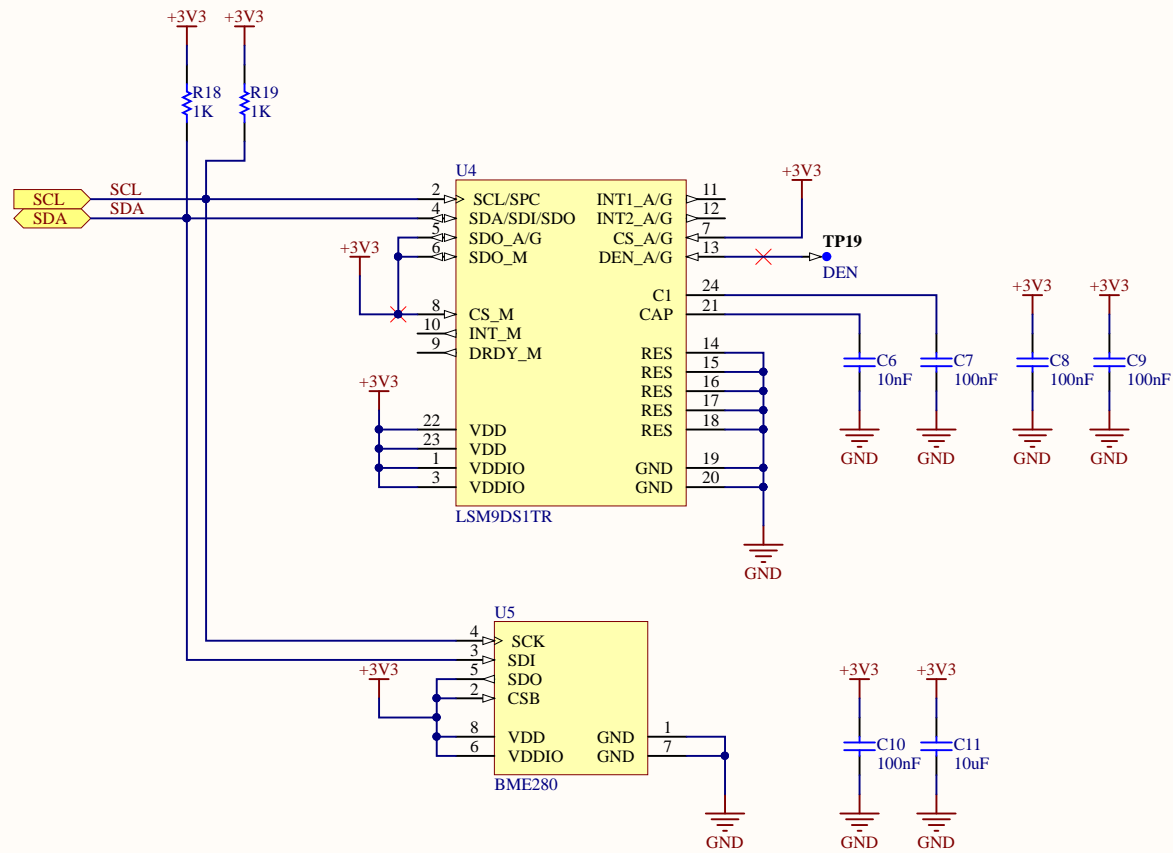 +3V3
+3V3
R18
1K
R19
1K
SCL
SCL
SDA
SDA
U4
2
SCL/SPC
4
SDA/SDI/SDO
5
SDO_A/G
6
SDO_M
8
CS_M
10
INT_M
9
DRDY_M
22
VDD
23
VDD
1
VDDIO
3
VDDIO
INT1_A/G
11
INT2_A/G
12
CS_A/G
7
DEN_A/G
13
C1
24
CAP
21
RES
14
RES
15
RES
16
RES
17
RES
18
GND
19
GND
20
LSM9DS1TR
+3V3
+3V3
+3V3
TP19
DEN
GND
C6
10nF
GND
C7
100nF
GND
+3V3
C8
100nF
GND
+3V3
C9
100nF
GND
U5
4
SCK
3
SDI
5
SDO
2
CSB
8
VDD
6
VDDIO
GND
1
GND
7
BME280
+3V3
GND
+3V3
C10
100nF
GND
+3V3
C11
10uF
GND